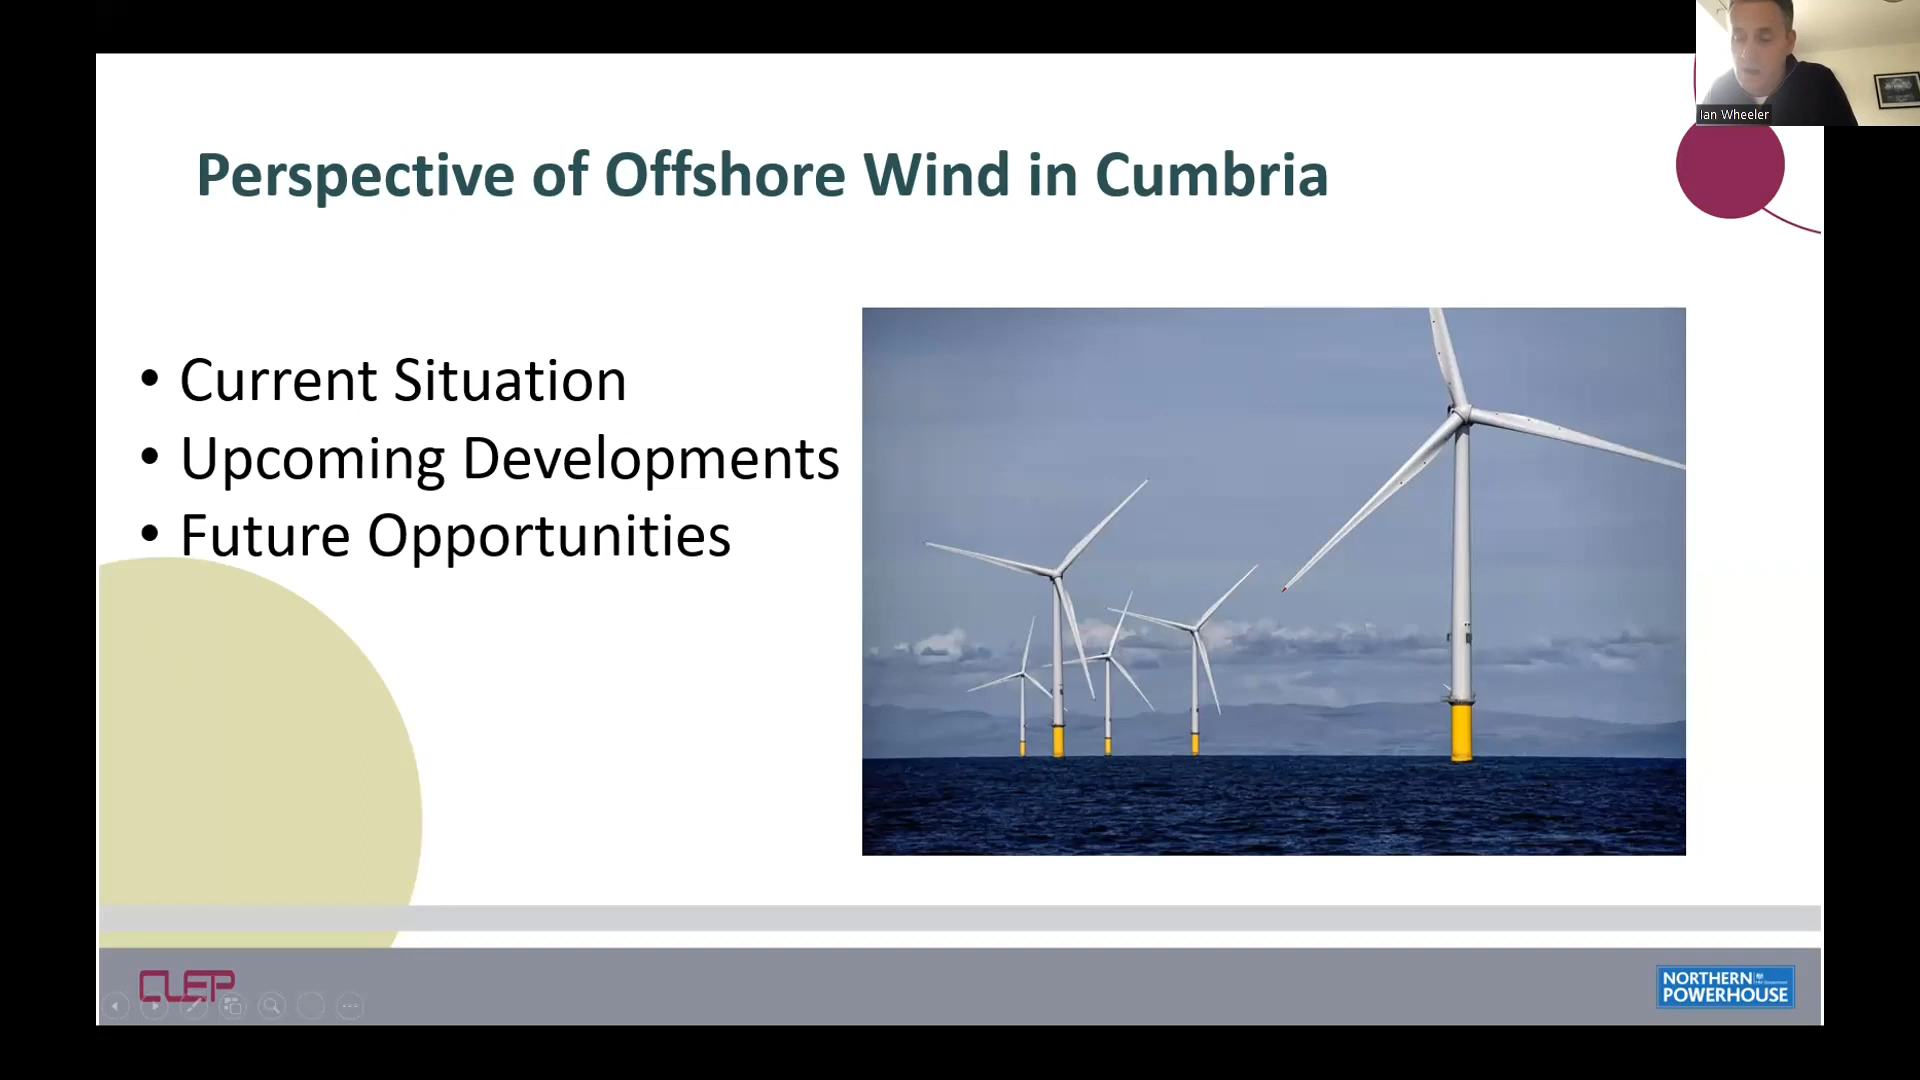 Ian Wheeler
Perspective of Offshore Wind in Cumbria
• Current Situation
• Upcoming Developments
• Future Opportunities
CLEP
NORTHERN
POWERHOUSE